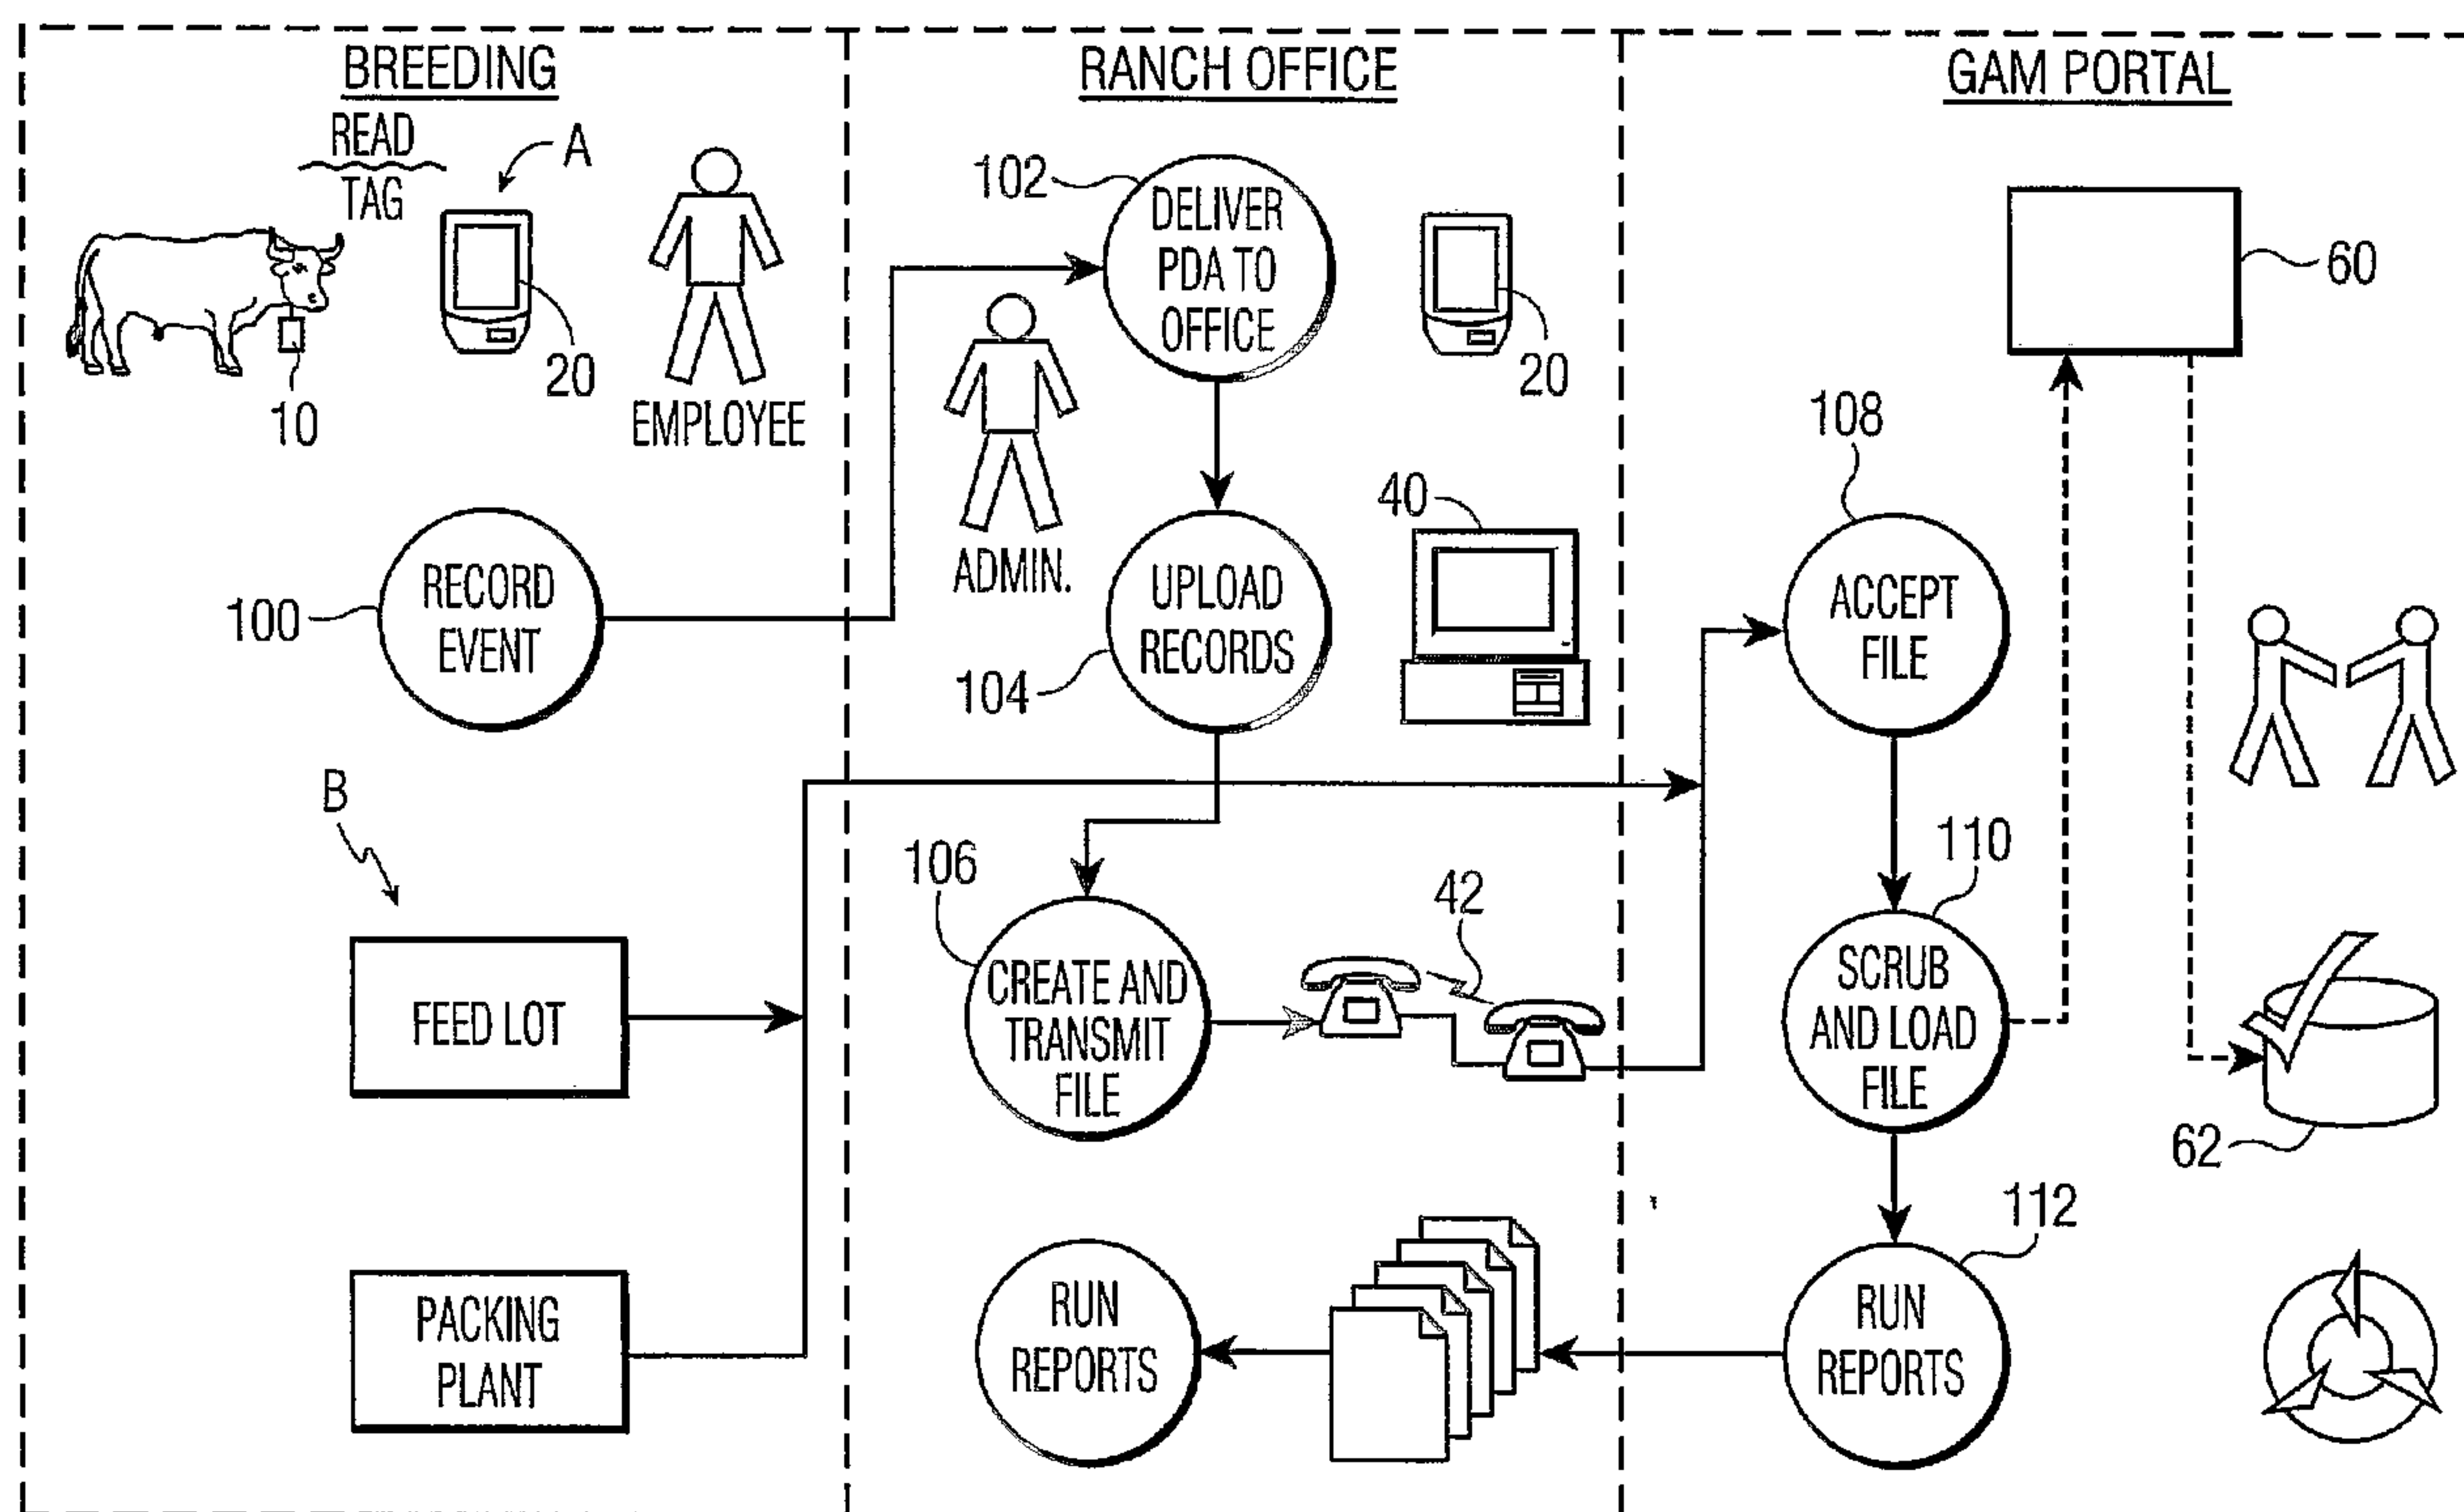 BREEDING
READ
TAG
A
20
10
EMPLOYEE
100
RECORD
EVENT
B
FEED LOT
PACKING
PLANT
RANCH OFFICE
102
DELIVER
PDA TO
OFFICE
20
ADMIN.
UPLOAD
RECORDS
104
40
106
CREATE AND
TRANSMIT
FILE
42
RUN
REPORTS
GAM PORTAL
60
108
ACCEPT
FILE
110
SCRUB
AND LOAD
FILE
62
112
RUN
REPORTS